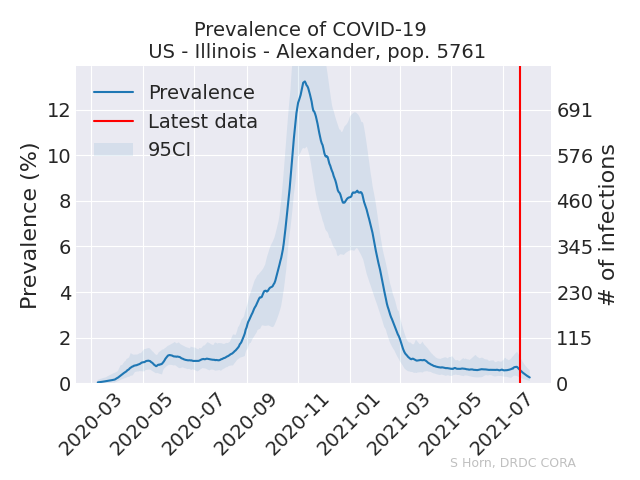 Prevalence of COVID-19
US - Illinois - Alexander, pop. 5761
Prevalence
Latest data
95CI
Prevalence (%)
12
10
8
6
4
2
0
691
576
460
345
230
115
0
# of infections
2020-03
2020-05
2020-07
2020-09
2020-11
2021-01
2021-03
2021-05
2021-07
S Horn, DRDC CORA